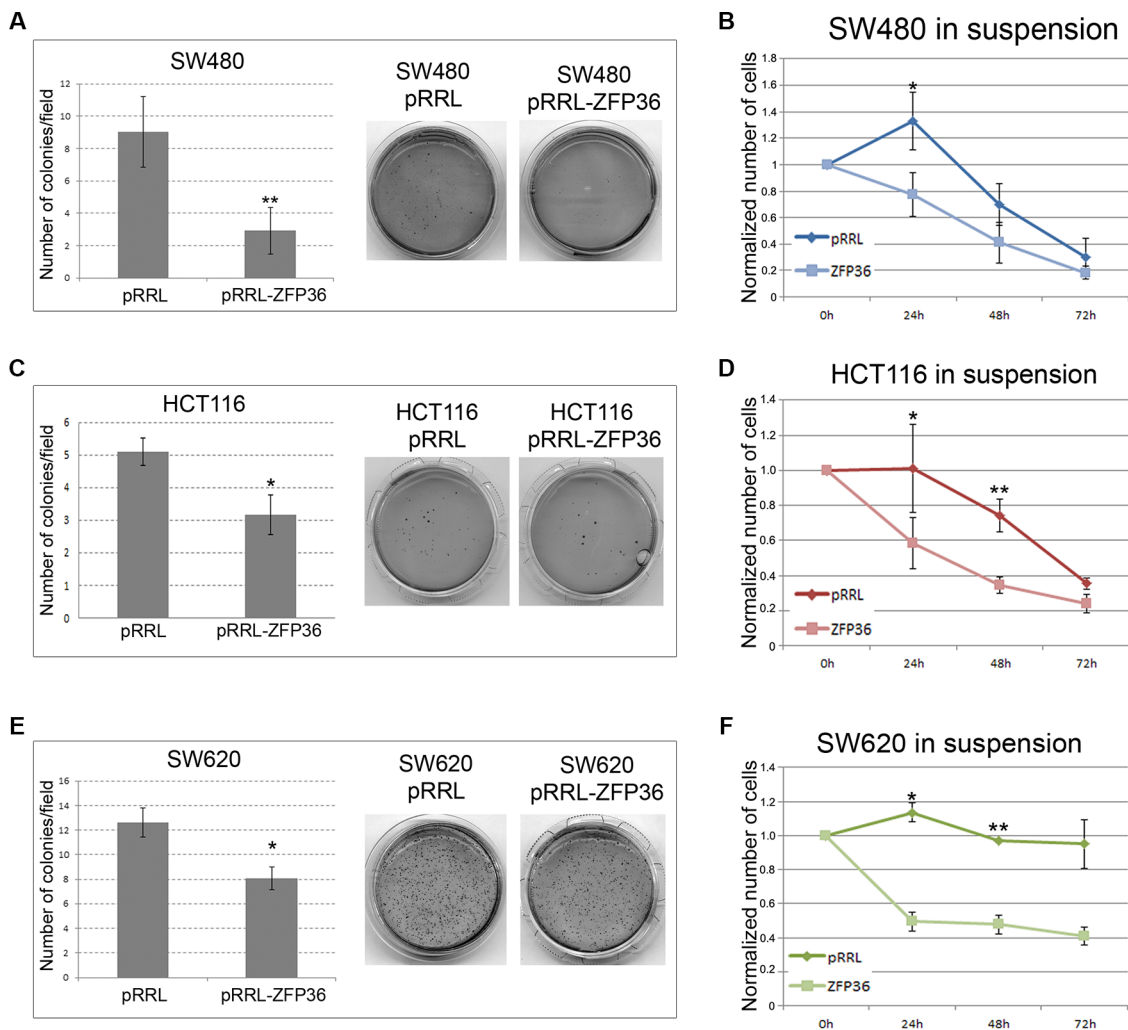 A
SW480
Number of colonies/field
12
10
8
6
4
2
0
**
pRRL
pRRL-ZFP36
SW480
pRRL
SW480
pRRL-ZFP36
B
SW480 in suspension
Normalized number of cells
1.8
1.6
1.4
1.2
1
0.8
0.6
0.4
0.2
0
*
pRRL
ZFP36
0h
24h
48h
72h
C
HCT116
Number of colonies/field
6
5
4
3
2
1
0
*
pRRL
pRRL-ZFP36
HCT116
pRRL
HCT116
pRRL-ZFP36
D
HCT116 in suspension
Normalized number of cells
1.4
1.2
1.0
0.8
0.6
0.4
0.2
0
*
**
pRRL
ZFP36
0h
24h
48h
72h
E
SW620
Number of colonies/field
16
14
12
10
8
6
4
2
0
*
pRRL
pRRL-ZFP36
SW620
pRRL
SW620
pRRL-ZFP36
F
SW620 in suspension
Normalized number of cells
1.4
1.2
1.0
0.8
0.6
0.4
0.2
0
*
**
pRRL
ZFP36
0h
24h
48h
72h